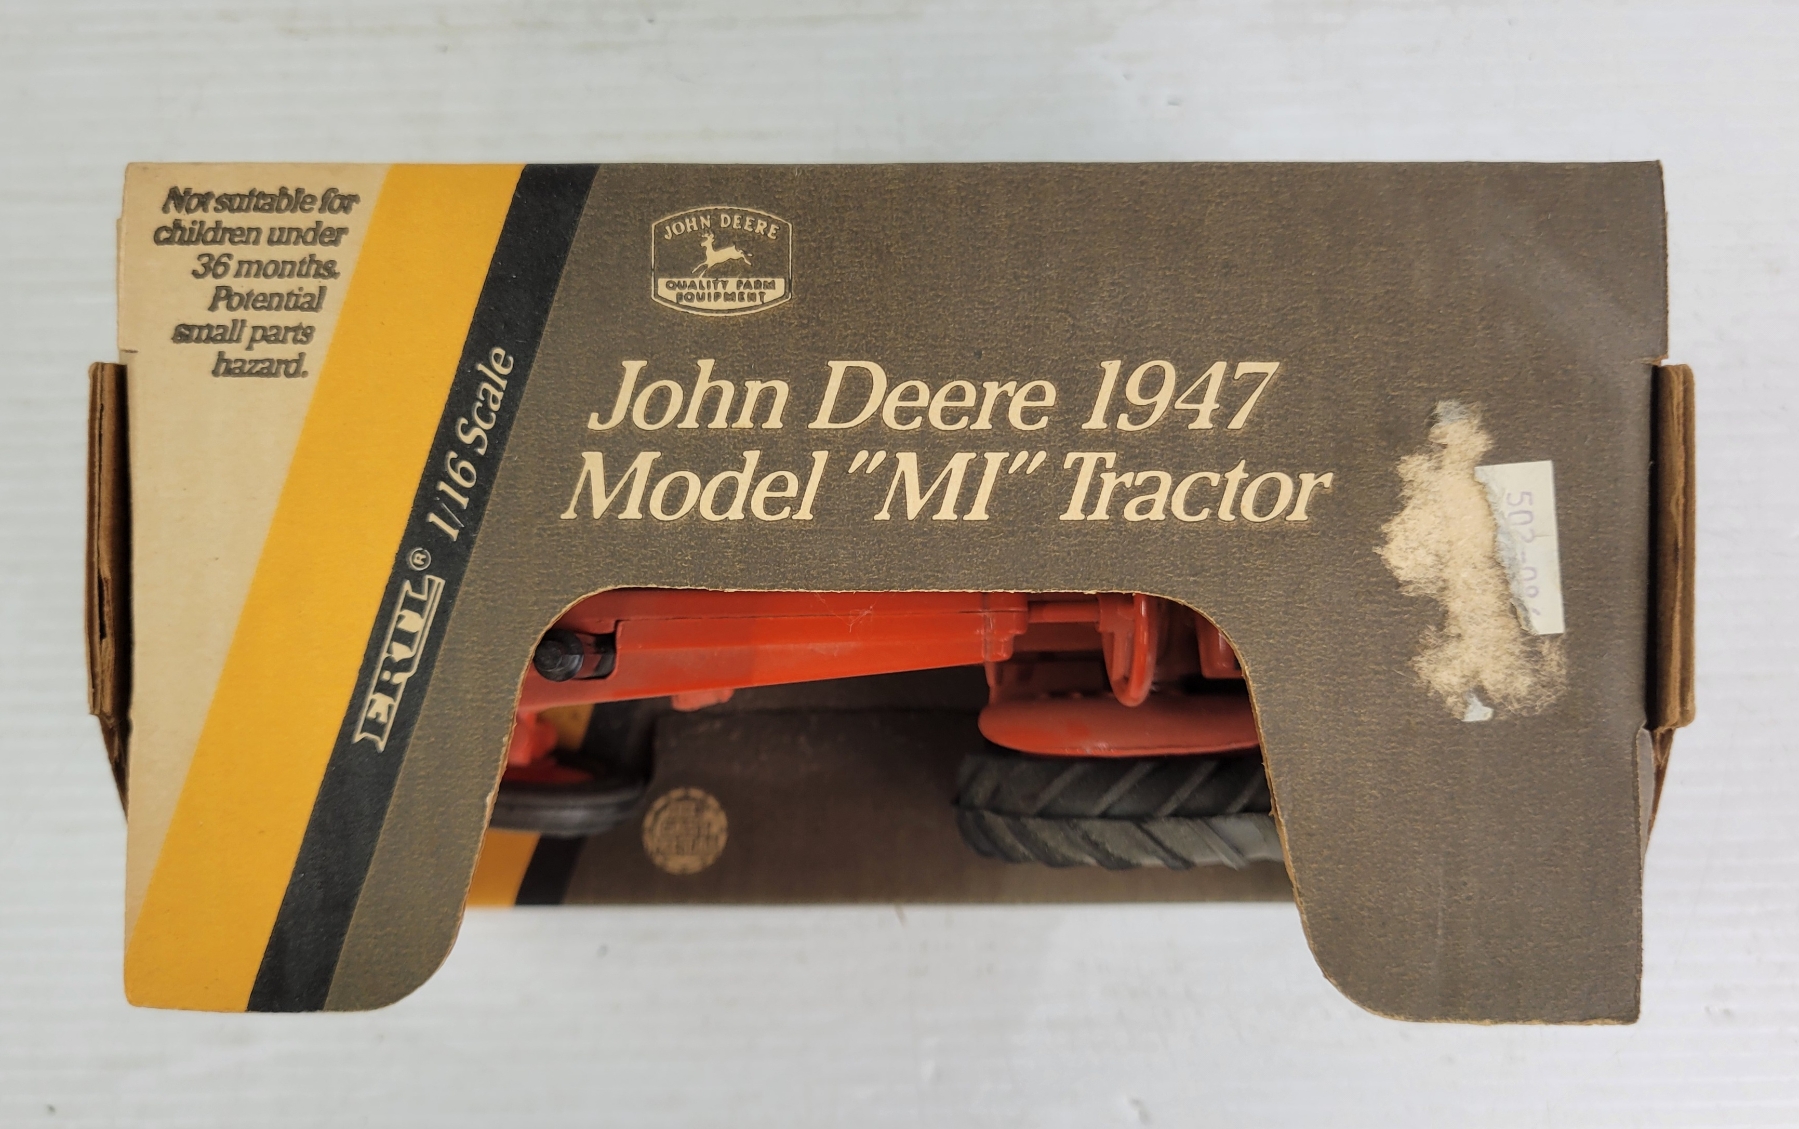 Not suitable for
children under
36 months.
Potential
small parts
hazard.
ERTL® 1/16 Scale
JOHN DEERE
QUALITY FARM
EQUIPMENT
John Deere 1947
Model "MI" Tractor